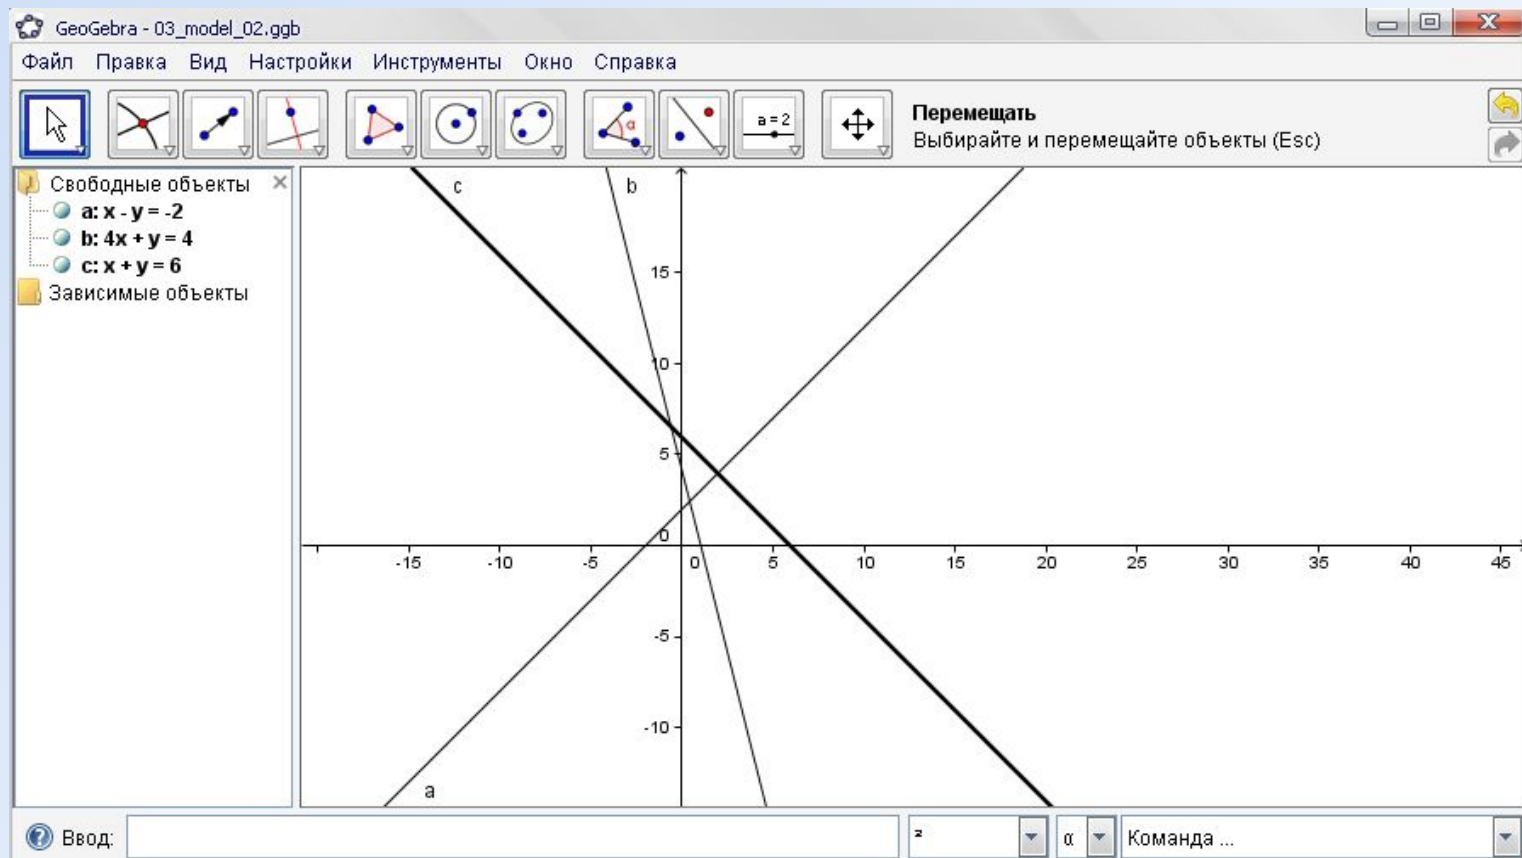 GeoGebra - 03_model_02.ggb
Файл Правка Вид Настройки Инструменты Окно Справка
α a = 2
Перемещать
Выбирайте и перемещайте объекты (Esc)
Свободные объекты
a: x - y = -2
b: 4x + y = 4
c: x + y = 6
Зависимые объекты
c b
15
10
5
0
-15 -10 -5 0 5 10 15 20 25 30 35 40 45
-5
-10
a
Ввод: ² α Команда ...